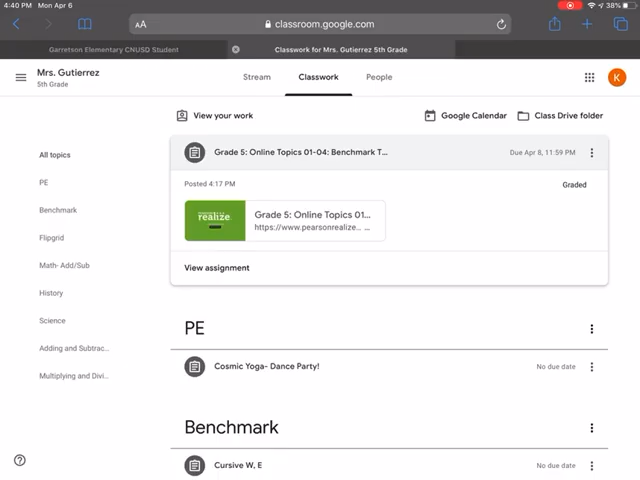 4:40 PM Mon Apr 6
38%
AA
classroom.google.com
Garretson Elementary CNUSD Student
Classwork for Mrs. Gutierrez 5th Grade
Mrs. Gutierrez
5th Grade
Stream Classwork People
K
View your work
Google Calendar Class Drive folder
All topics
PE
Benchmark
Flipgrid
Math- Add/Sub
History
Science
Adding and Subtrac...
Multiplying and Divi...
Grade 5: Online Topics 01-04: Benchmark T...
Due Apr 8, 11:59 PM
Posted 4:17 PM
Graded
realize
Grade 5: Online Topics 01...
https://www.pearsonrealize.. ...
View assignment
PE
Cosmic Yoga- Dance Party!
No due date
Benchmark
Cursive W, E
No due date